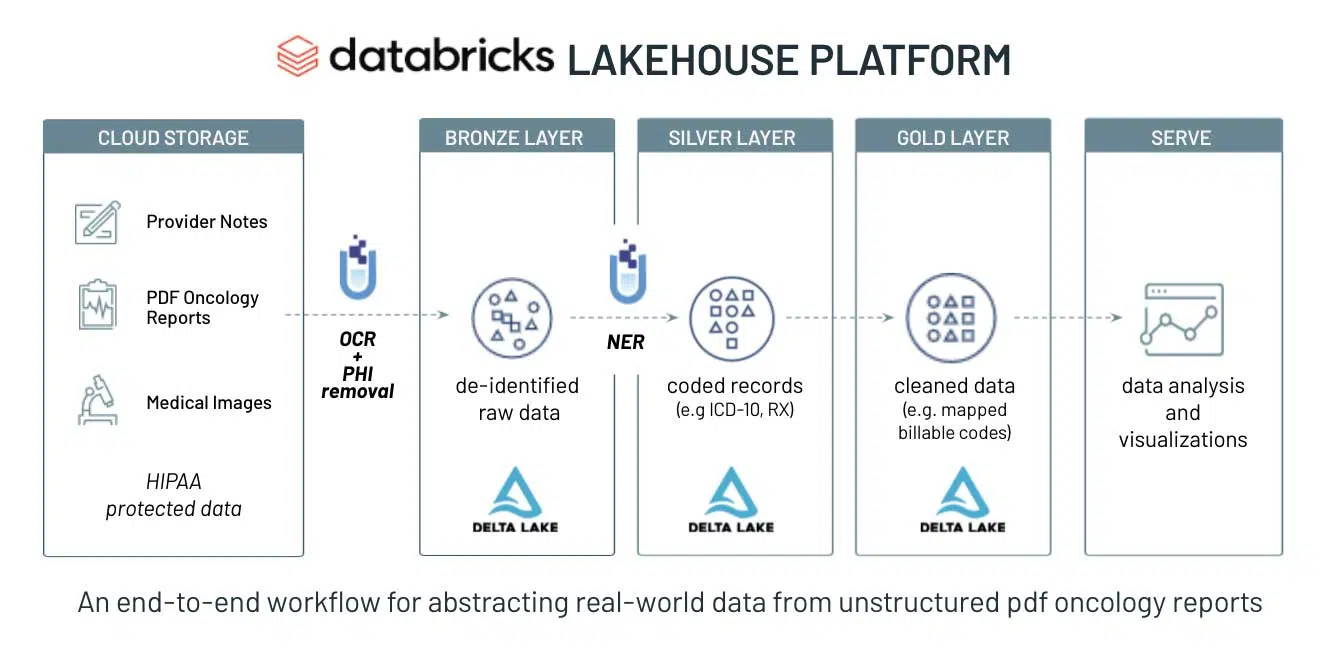 databricks LAKEHOUSE PLATFORM
CLOUD STORAGE
Provider Notes
PDF Oncology
Reports
Medical Images
HIPAA
protected data
OCR
+
PHI
removal
BRONZE LAYER
de-identified
raw data
DELTA LAKE
NER
SILVER LAYER
coded records
(e.g ICD-10, RX)
DELTA LAKE
GOLD LAYER
cleaned data
(e.g. mapped
billable codes)
DELTA LAKE
SERVE
data analysis
and
visualizations
An end-to-end workflow for abstracting real-world data from unstructured pdf oncology reports